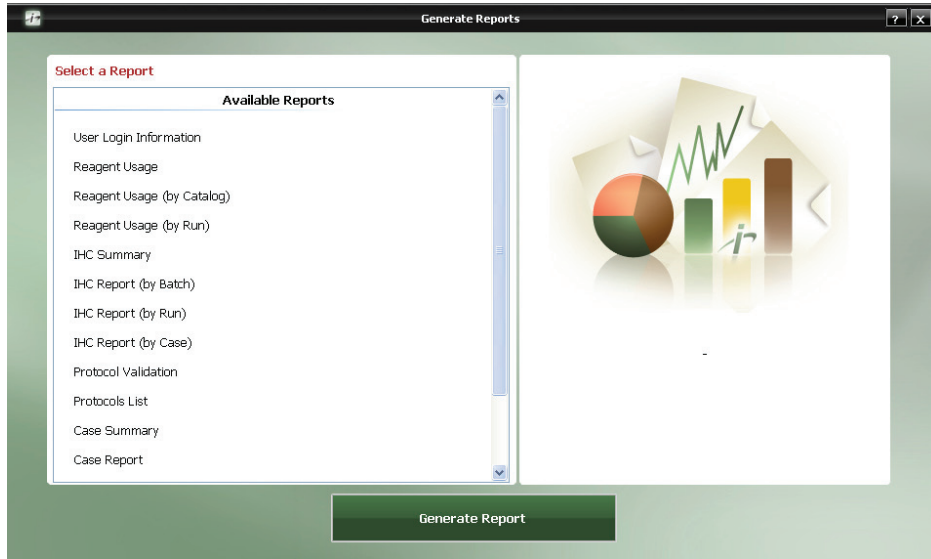 Generate Reports
? X
Select a Report
Available Reports
User Login Information
Reagent Usage
Reagent Usage (by Catalog)
Reagent Usage (by Run)
IHC Summary
IHC Report (by Batch)
IHC Report (by Run)
IHC Report (by Case)
Protocol Validation
Protocols List
Case Summary
Case Report
-
Generate Report